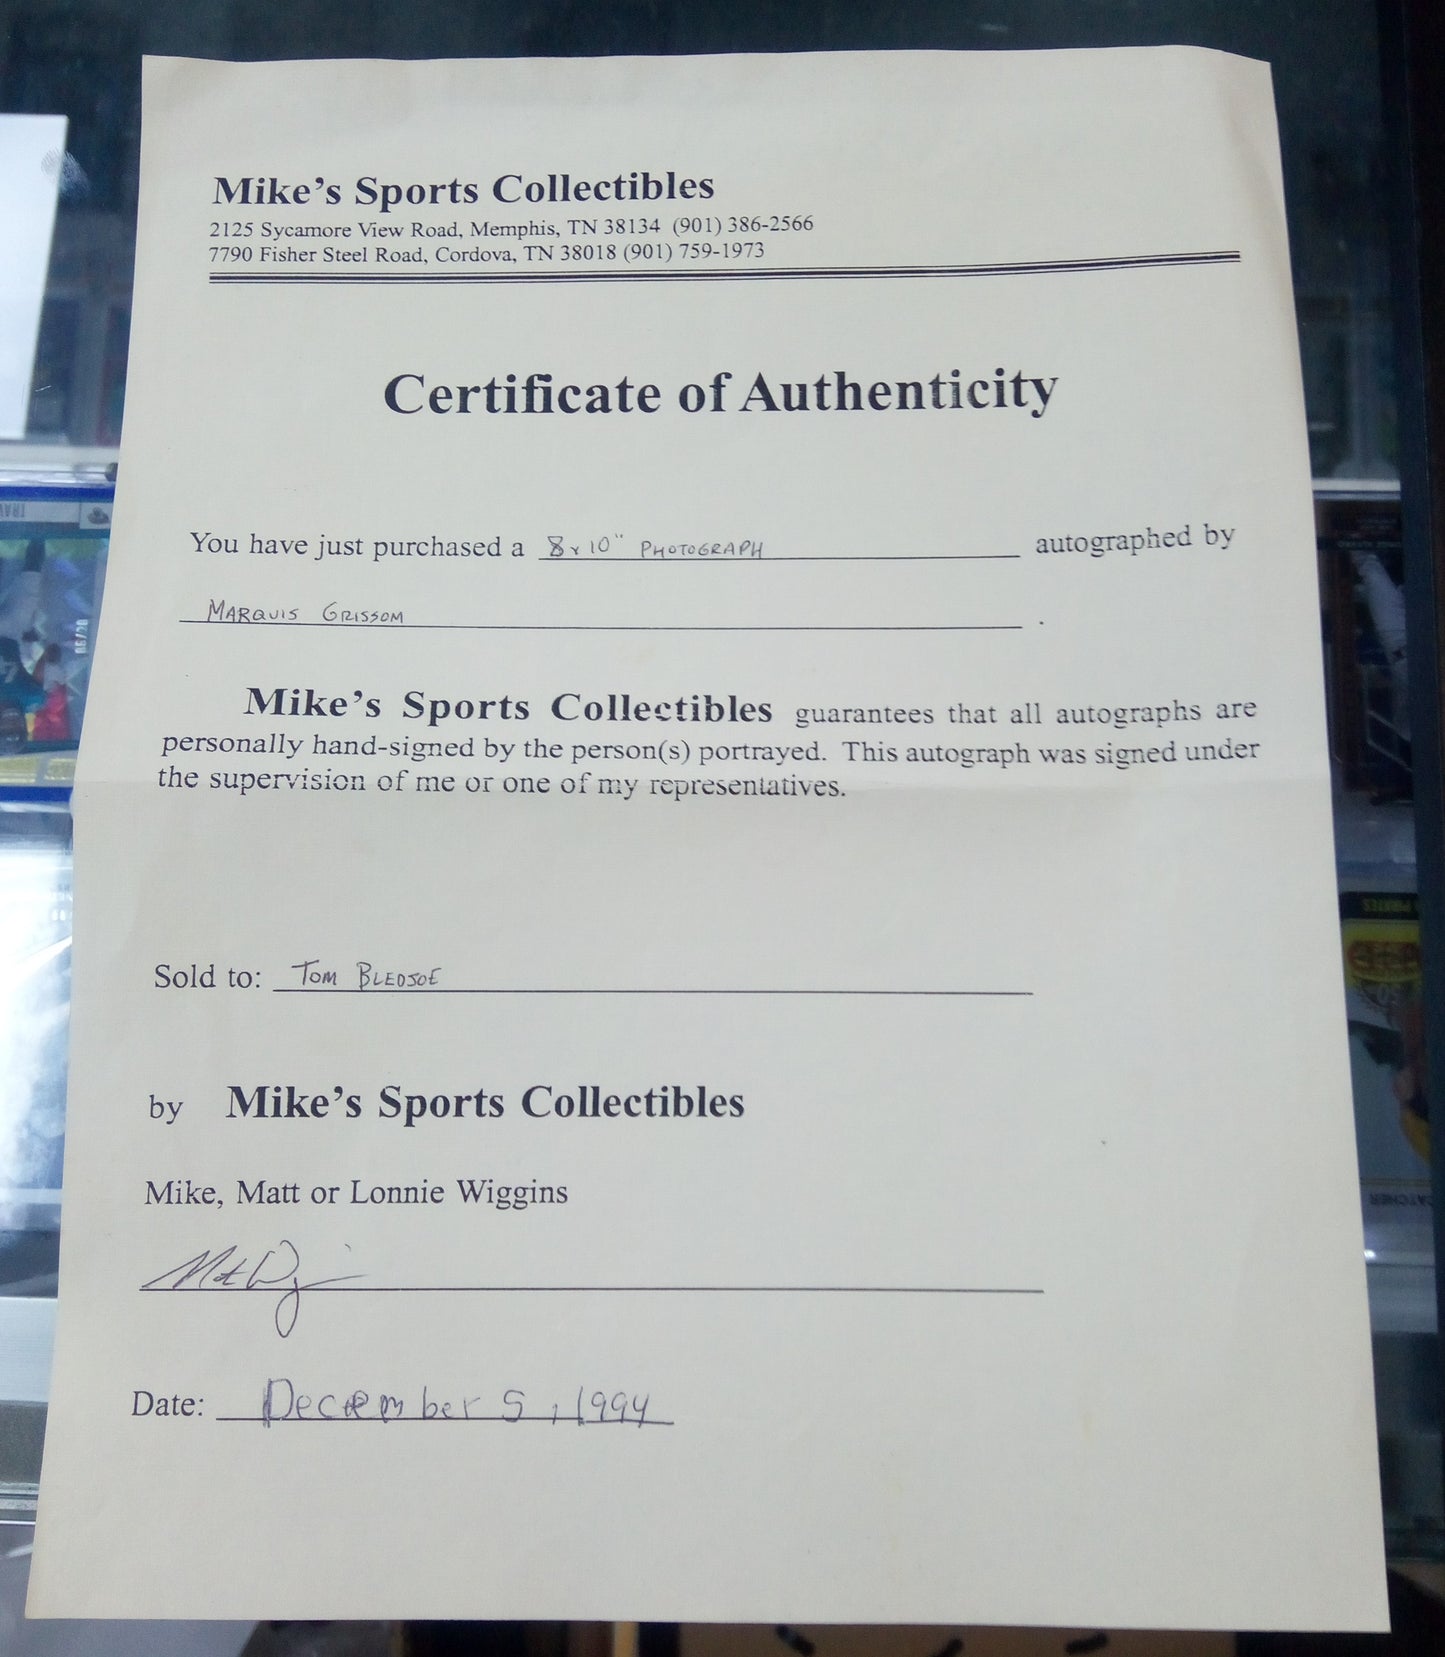 Mike's Sports Collectibles
2125 Sycamore View Road, Memphis, TN 38134 (901) 386-2566
7790 Fisher Steel Road, Cordova, TN 38018 (901) 759-1973
Certificate of Authenticity
You have just purchased a 8x10" PHOTOGRAPH autographed by
MARQUIS GRISSOM .
Mike's Sports Collectibles guarantees that all autographs are
personally hand-signed by the person(s) portrayed. This autograph was signed under
the supervision of me or one of my representatives.
Sold to: TOM BLEDSOE
by Mike's Sports Collectibles
Mike, Matt or Lonnie Wiggins
Date: December 5, 1994
PIRATES
CATCHER